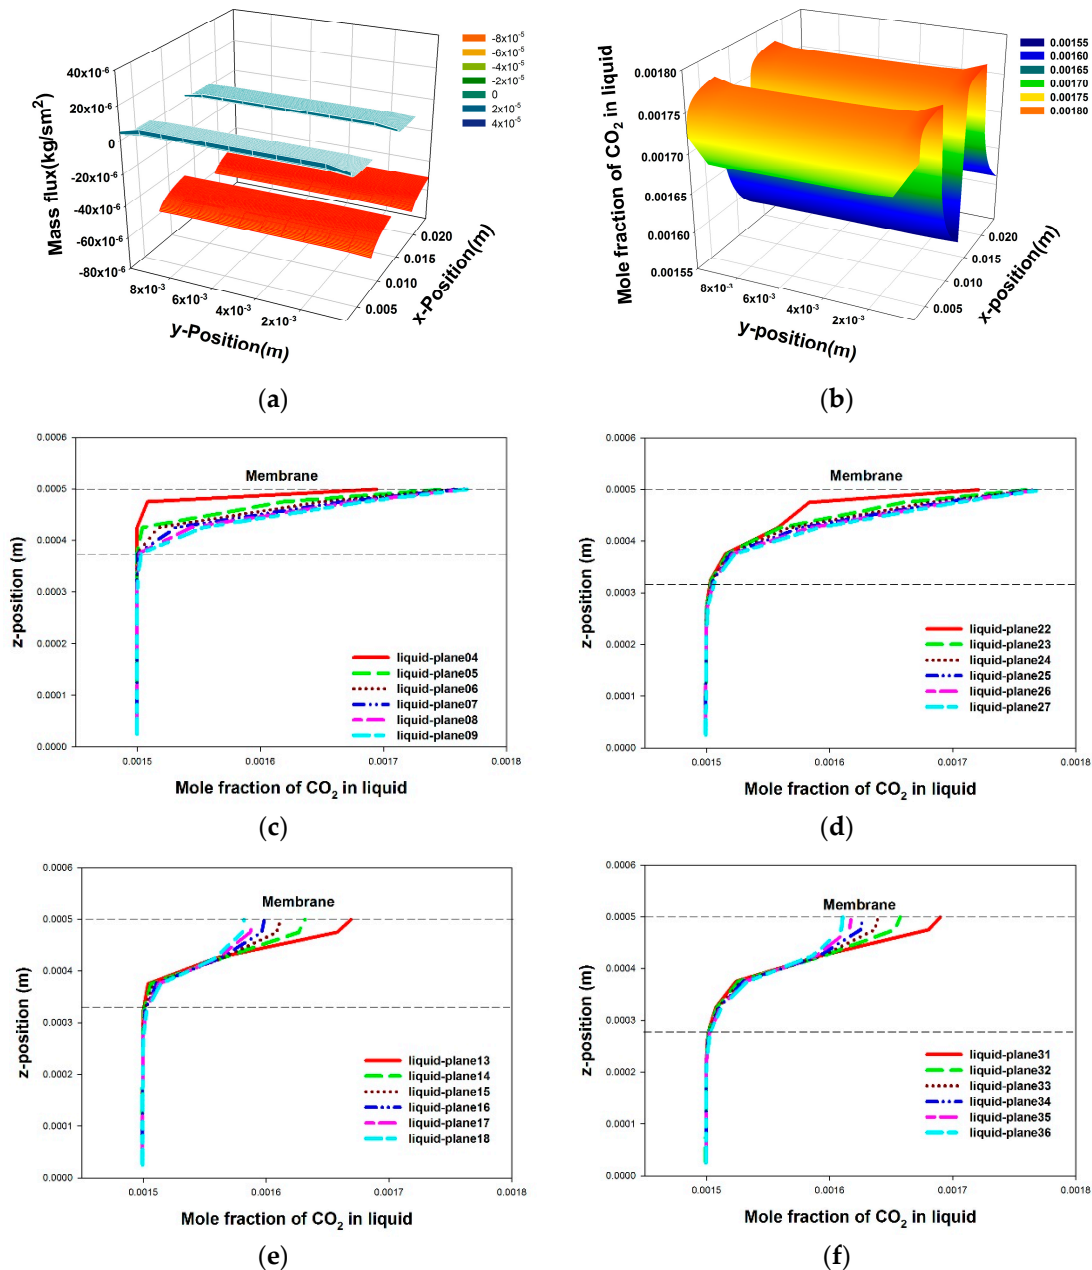 40x10-6
20x10-6
0
-20x10-6
-40x10-6
-60x10-6
-80x10-6
Mass flux(kg/sm2)
8x10-3
6x10-3
4x10-3
2x10-3
y-Position(m)
0.005
0.010
0.015
0.020
x-Position(m)
-8x10-5
-6x10-5
-4x10-5
-2x10-5
0
2x10-5
4x10-5
(a)
0.00180
0.00175
0.00170
0.00165
0.00160
0.00155
Mole fraction of CO2 in liquid
8x10-3
6x10-3
4x10-3
2x10-3
y-position(m)
0.005
0.010
0.015
0.020
x-position(m)
0.00155
0.00160
0.00165
0.00170
0.00175
0.00180
(b)
0.0006
0.0005
0.0004
0.0003
0.0002
0.0001
0.0000
z-position (m)
Membrane
liquid-plane04
liquid-plane05
liquid-plane06
liquid-plane07
liquid-plane08
liquid-plane09
0.0015
0.0016
0.0017
0.0018
Mole fraction of CO2 in liquid
(c)
0.0006
0.0005
0.0004
0.0003
0.0002
0.0001
0.0000
z-position (m)
Membrane
liquid-plane22
liquid-plane23
liquid-plane24
liquid-plane25
liquid-plane26
liquid-plane27
0.0015
0.0016
0.0017
0.0018
Mole fraction of CO2 in liquid
(d)
0.0006
0.0005
0.0004
0.0003
0.0002
0.0001
0.0000
z-position (m)
Membrane
liquid-plane13
liquid-plane14
liquid-plane15
liquid-plane16
liquid-plane17
liquid-plane18
0.0015
0.0016
0.0017
0.0018
Mole fraction of CO2 in liquid
(e)
0.0006
0.0005
0.0004
0.0003
0.0002
0.0001
0.0000
z-position (m)
Membrane
liquid-plane31
liquid-plane32
liquid-plane33
liquid-plane34
liquid-plane35
liquid-plane36
0.0015
0.0016
0.0017
0.0018
Mole fraction of CO2 in liquid
(f)